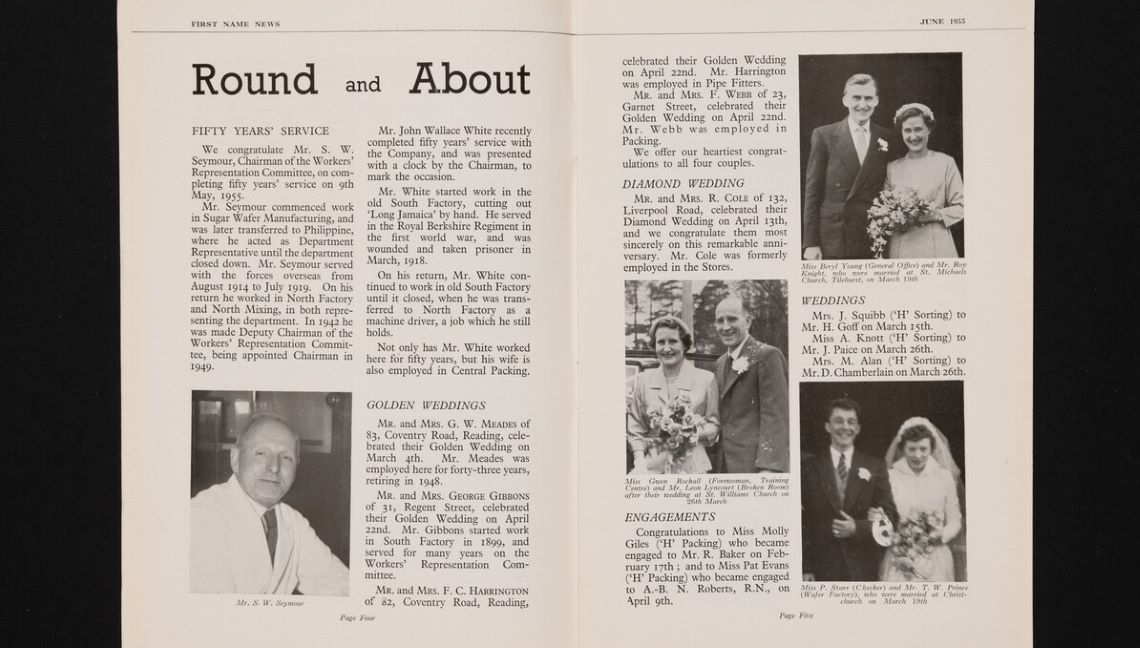 FIRST NAME NEWS
Round and About
FIFTY YEARS' SERVICE
We congratulate Mr. S. W.
Seymour, Chairman of the Workers'
Representation Committee, on com-
pleting fifty years' service on 9th
May, 1955.
Mr. Seymour commenced work
in Sugar Wafer Manufacturing, and
was later transferred to Philippine,
where he acted as Department
Representative until the department
closed down. Mr. Seymour served
with the forces overseas from
August 1914 to July 1919. On his
return he worked in North Factory
and North Mixing, in both repre-
senting the department. In 1942 he
was made Deputy Chairman of the
Workers' Representation Commit-
tee, being appointed Chairman in
1949.
Mr. S. W. Seymour
Mr. John Wallace White recently
completed fifty years' service with
the Company, and was presented
with a clock by the Chairman, to
mark the occasion.
Mr. White started work in the
old South Factory, cutting out
'Long Jamaica' by hand. He served
in the Royal Berkshire Regiment in
the first world war, and was
wounded and taken prisoner in
March, 1918.
On his return, Mr. White con-
tinued to work in old South Factory
until it closed, when he was trans-
ferred to North Factory as a
machine driver, a job which he still
holds.
Not only has Mr. White worked
here for fifty years, but his wife is
also employed in Central Packing.
GOLDEN WEDDINGS
MR. and MRS. G. W. MEADES of
83, Coventry Road, Reading, cele-
brated their Golden Wedding on
March 4th. Mr. Meades was
employed here for forty-three years,
retiring in 1948.
MR. and MRS. GEORGE GIBBONS
of 31, Regent Street, celebrated
their Golden Wedding on April
22nd. Mr. Gibbons started work
in South Factory in 1899, and
served for many years on the
Workers' Representation Com-
mittee.
MR. and MRS. F. C. HARRINGTON
of 82, Coventry Road, Reading,
Page Four
JUNE 1955
celebrated their Golden Wedding
on April 22nd. Mr. Harrington
was employed in Pipe Fitters.
MR. and MRS. F. WEBB of 23,
Garnet Street, celebrated their
Golden Wedding on April 22nd.
Mr. Webb was employed in
Packing.
We offer our heartiest congrat-
ulations to all four couples.
DIAMOND WEDDING
MR. and MRS. R. COLE of 132,
Liverpool Road, celebrated their
Diamond Wedding on April 13th,
and we congratulate them most
sincerely on this remarkable anni-
versary. Mr. Cole was formerly
employed in the Stores.
Miss Gwen Rockall (Forewoman, Training
Centre) and Mr. Leon Lyncourt (Broken Room)
after their wedding at St. Williams Church on
26th March
ENGAGEMENTS
Congratulations to Miss Molly
Giles ('H' Packing) who became
engaged to Mr. R. Baker on Feb-
ruary 17th ; and to Miss Pat Evans
('H' Packing) who became engaged
to A.-B. N. Roberts, R.N., on
April 9th.
Miss Beryl Young (General Office) and Mr. Roy
Knight, who were married at St. Michaels
Church, Tilehurst, on March 19th
WEDDINGS
Mrs. J. Squibb ('H' Sorting) to
Mr. H. Goff on March 15th.
Miss A. Knott ('H' Sorting) to
Mr. J. Paice on March 26th.
Mrs. M. Alan ('H' Sorting) to
Mr. D. Chamberlain on March 26th.
Miss P. Starr (Checker) and Mr. T. W. Prince
(Wafer Factory), who were married at Christ-
church on March 19th
Page Five